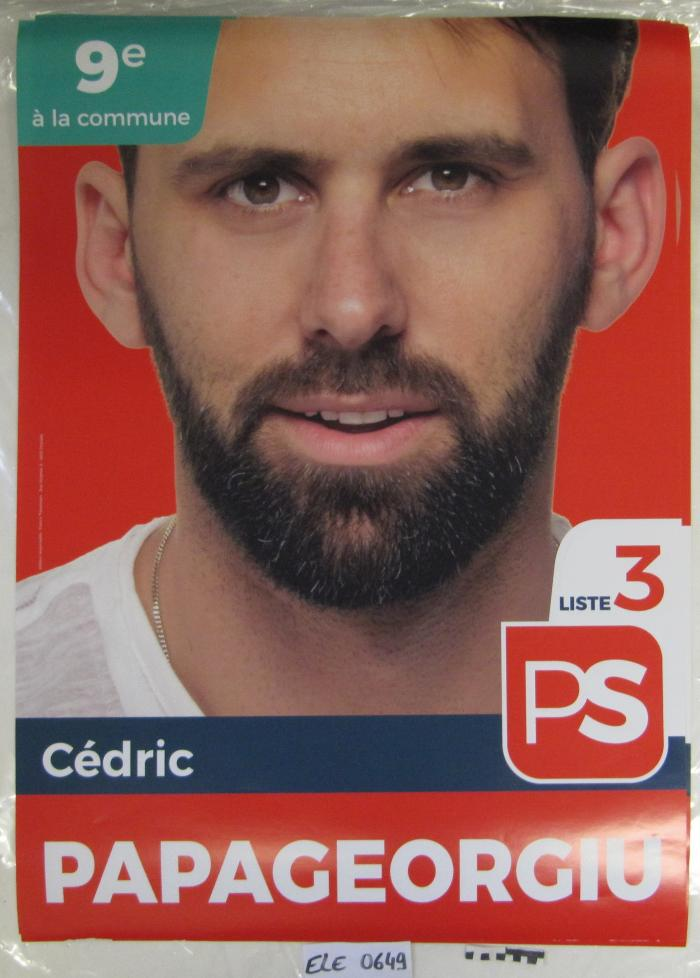 9e
à la commune
LISTE 3
PS
Cédric
PAPAGEORGIU
ELE 0649